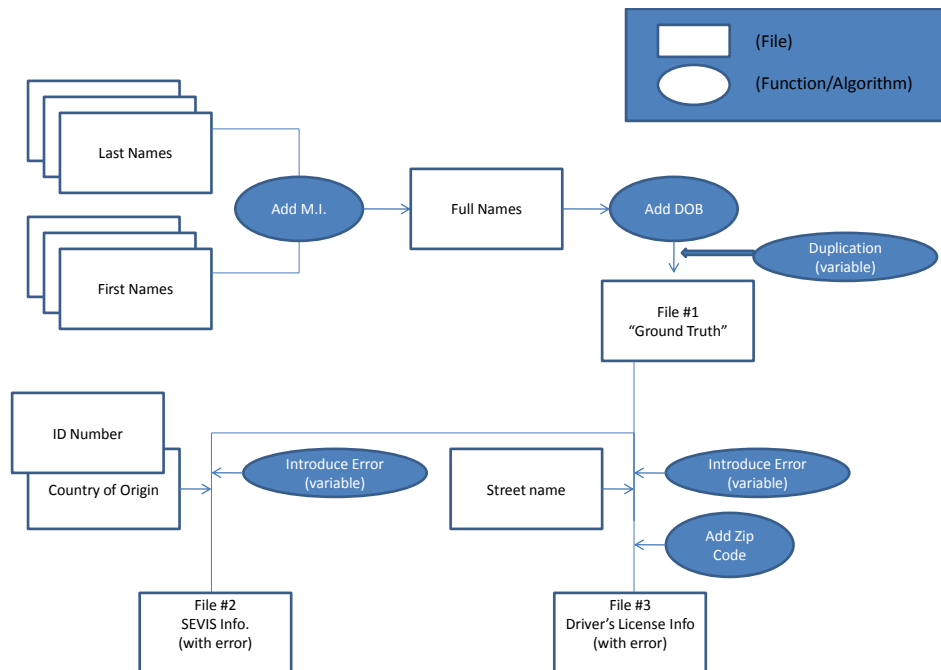 (File)
(Function/Algorithm)
Last Names
Add M.I.
Full Names
Add DOB
Duplication
(variable)
First Names
File #1
“Ground Truth”
ID Number
Country of Origin
Introduce Error
(variable)
Street name
Introduce Error
(variable)
Add Zip
Code
File #2
SEVIS Info.
(with error)
File #3
Driver’s License Info
(with error)